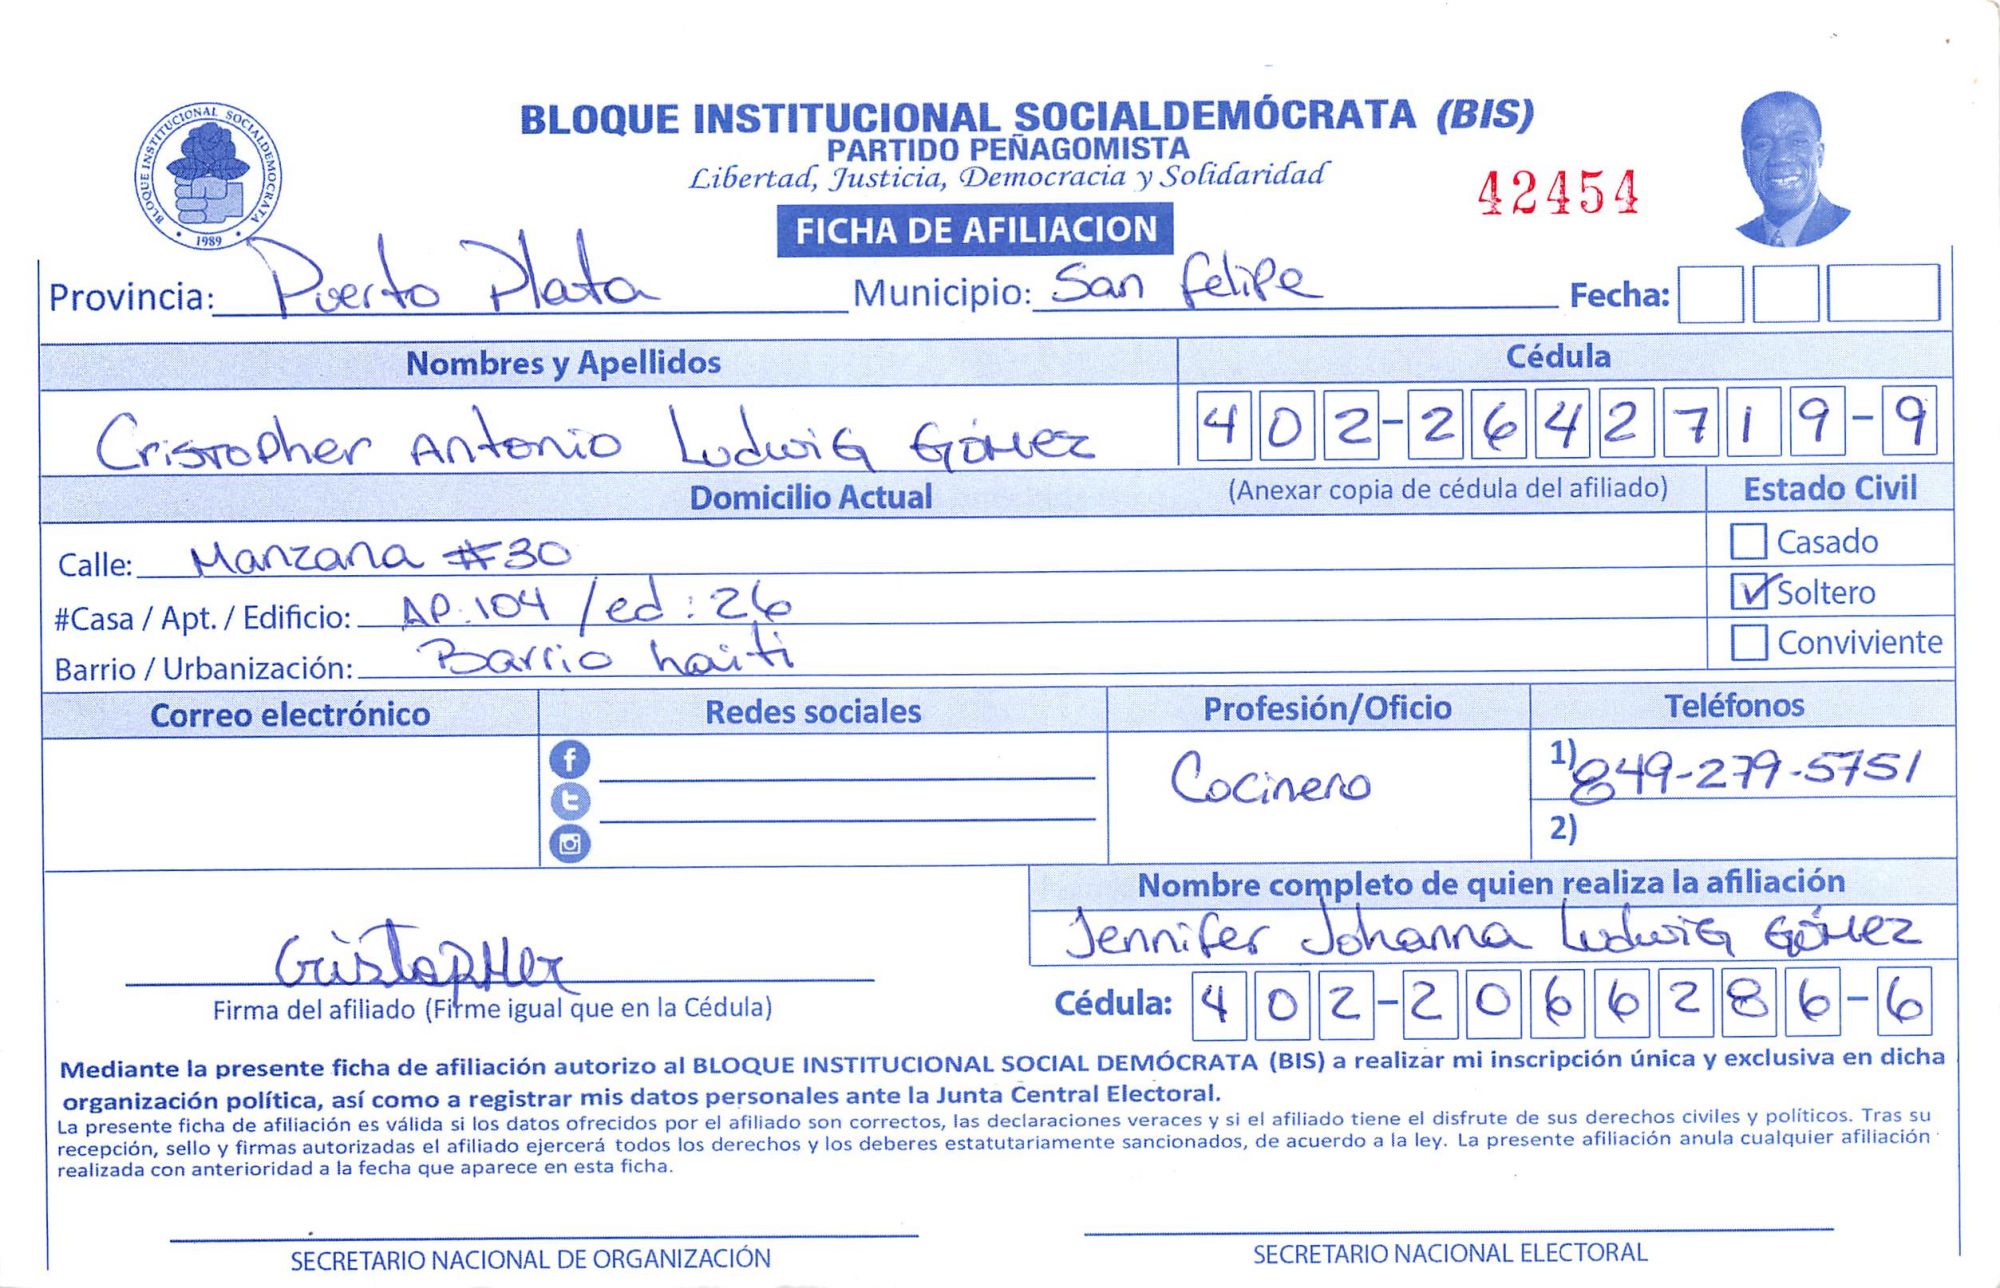 BLOQUE INSTITUCIONAL SOCIALDEMOCRATA
1989
BLOQUE INSTITUCIONAL SOCIALDEMÓCRATA (BIS)
PARTIDO PEÑAGOMISTA
Libertad, Justicia, Democracia y Solidaridad
42454
FICHA DE AFILIACION
Provincia: Puerto Plata Municipio: San Felipe Fecha:
Nombres y Apellidos Cédula
Cristopher Antonio Ludwig Gómez 402-2642719-9
Domicilio Actual (Anexar copia de cédula del afiliado) Estado Civil
Calle: Manzana #30 Casado
#Casa / Apt. / Edificio: AP. 104 / ed: 26 Soltero
Barrio / Urbanización: Barrio haiti Conviviente
Correo electrónico Redes sociales Profesión/Oficio Teléfonos
Cocinero 1) 849-279-5751
2)
Nombre completo de quien realiza la afiliación
Jennifer Johanna Ludwig Gómez
Cristopher
Firma del afiliado (Firme igual que en la Cédula) Cédula: 402-2066286-6
Mediante la presente ficha de afiliación autorizo al BLOQUE INSTITUCIONAL SOCIAL DEMÓCRATA (BIS) a realizar mi inscripción única y exclusiva en dicha
organización política, así como a registrar mis datos personales ante la Junta Central Electoral.
La presente ficha de afiliación es válida si los datos ofrecidos por el afiliado son correctos, las declaraciones veraces y si el afiliado tiene el disfrute de sus derechos civiles y políticos. Tras su
recepción, sello y firmas autorizadas el afiliado ejercerá todos los derechos y los deberes estatutariamente sancionados, de acuerdo a la ley. La presente afiliación anula cualquier afiliación
realizada con anterioridad a la fecha que aparece en esta ficha.
SECRETARIO NACIONAL DE ORGANIZACIÓN SECRETARIO NACIONAL ELECTORAL